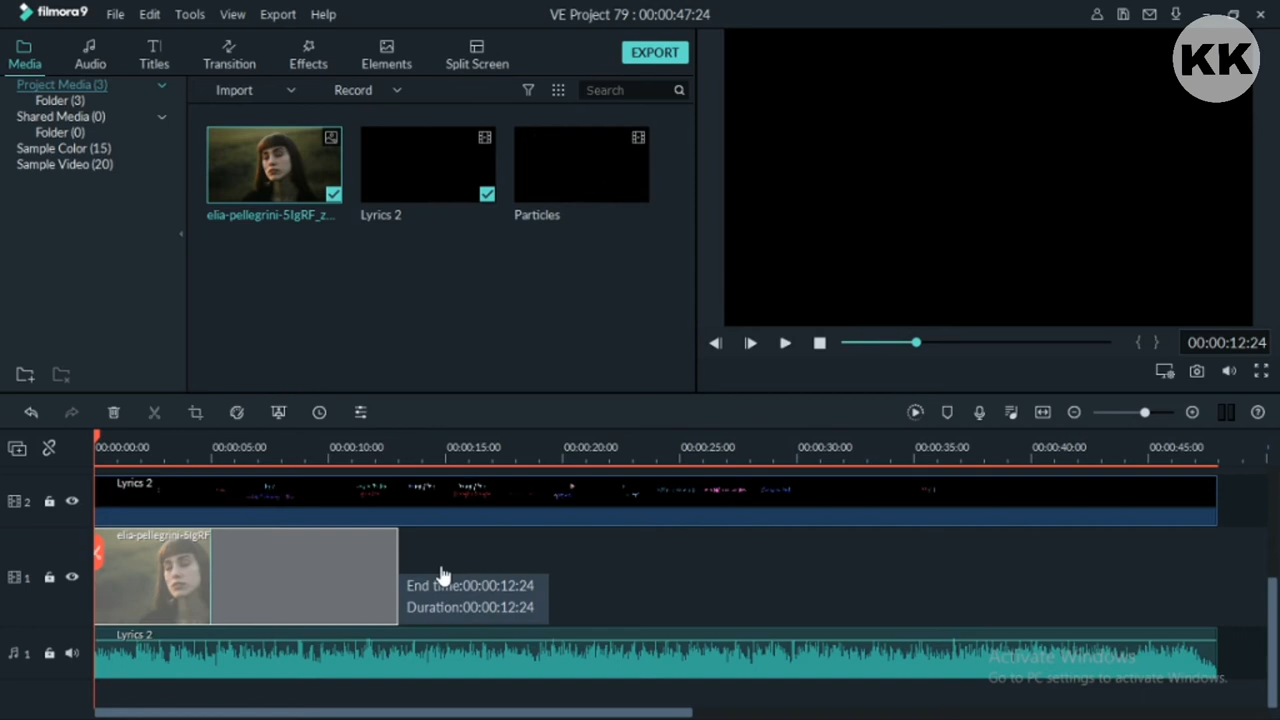 filmora9 File Edit Tools View Export Help VE Project 79 : 00:00:47:24
KK
Media Audio Titles Transition Effects Elements Split Screen EXPORT
Project Media (3)
Folder (3)
Shared Media (0)
Folder (0)
Sample Color (15)
Sample Video (20)
Import Record Search
elia-pellegrini-5IgRF_z... Lyrics 2 Particles
00:00:12:24
00:00:00:00 00:00:05:00 00:00:10:00 00:00:15:00 00:00:20:00 00:00:25:00 00:00:30:00 00:00:35:00 00:00:40:00 00:00:45:00
Lyrics 2
2
elia-pellegrini-5IgRF
1
End time:00:00:12:24
Duration:00:00:12:24
Lyrics 2
1
Activate Windows
Go to PC settings to activate Windows.